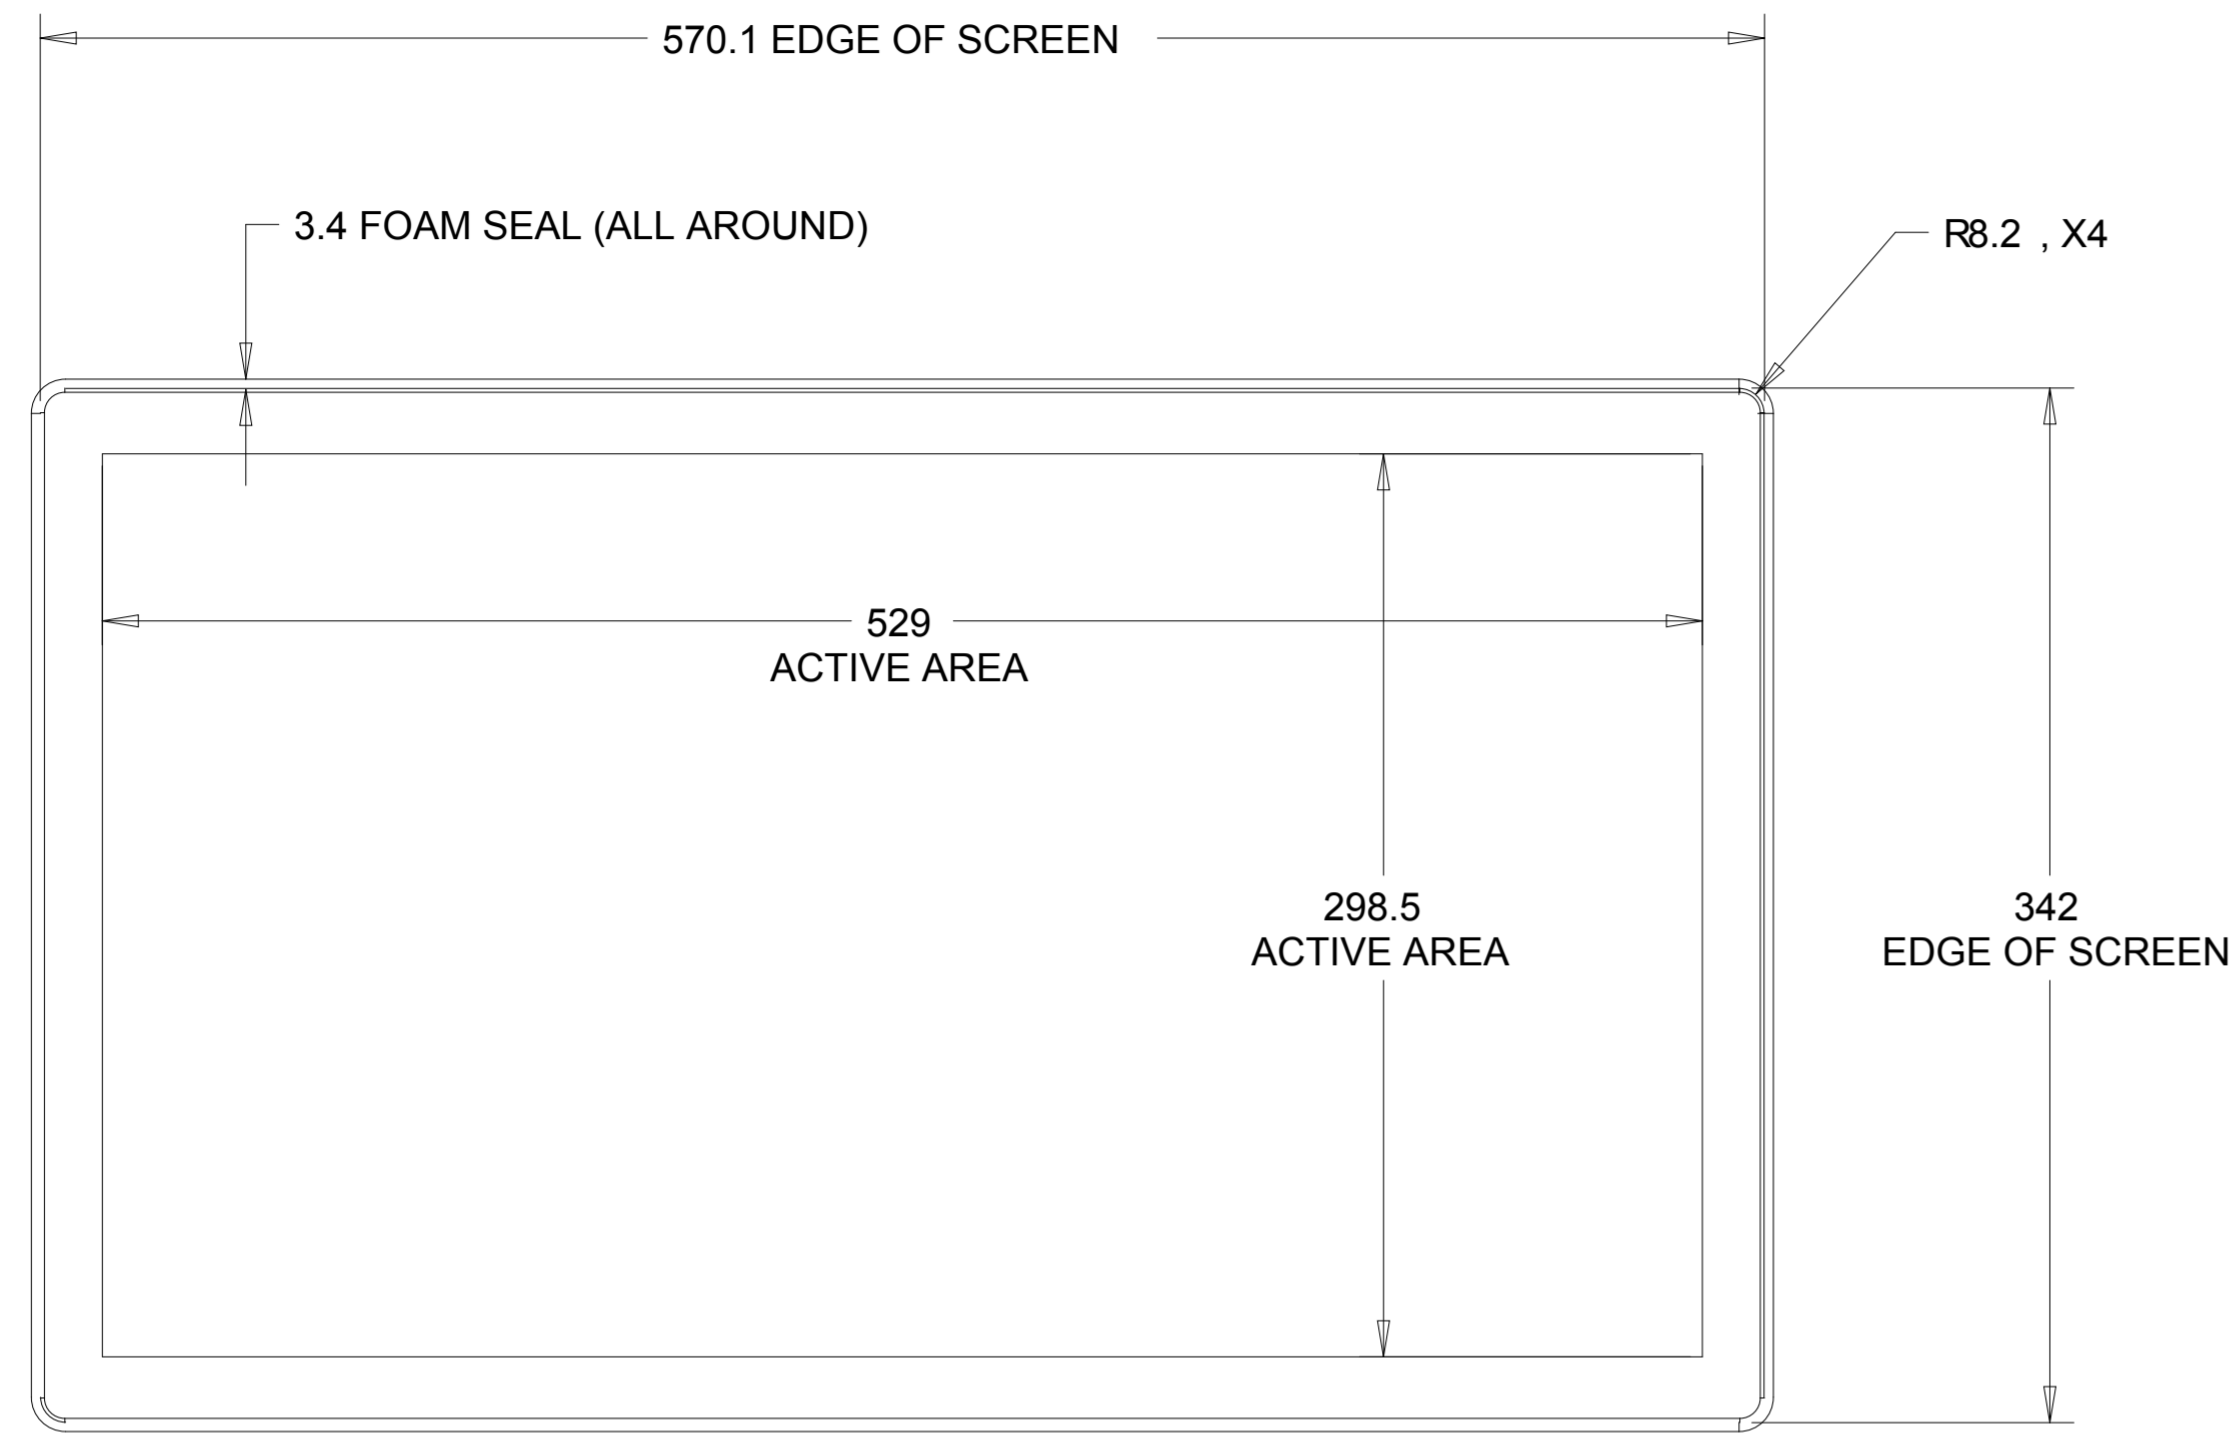 570.1 EDGE OF SCREEN
3.4 FOAM SEAL (ALL AROUND)
R8.2 , X4
529
ACTIVE AREA
298.5
ACTIVE AREA
342
EDGE OF SCREEN